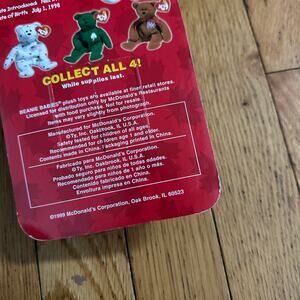 Date Introduced
Date of Birth: July 1, 1998
COLLECT ALL 4!
While supplies last.
BEANIE BABIES® plush toys are available at finer retail stores.
Licensed for distribution only by McDonald's Restaurants
with food purchase. Not for resale.
Items may vary slightly from photograph.
Manufactured for McDonald's Corporation.
©Ty, Inc. Oakbrook, IL U.S.A.
Safety tested for children of all ages.
Recommended for children age 1 and over.
Contents made in China. Packaging printed in China.
Fabricado para McDonald's Corporation.
©Ty, Inc. Oakbrook, IL, U.S.A.
Probado seguro para niños de todas edades.
Recomendado para niños de 1 año o más.
Contenido fabricado en China.
Envoltura impresa en China.
©1999 McDonald's Corporation, Oak Brook, IL 60523